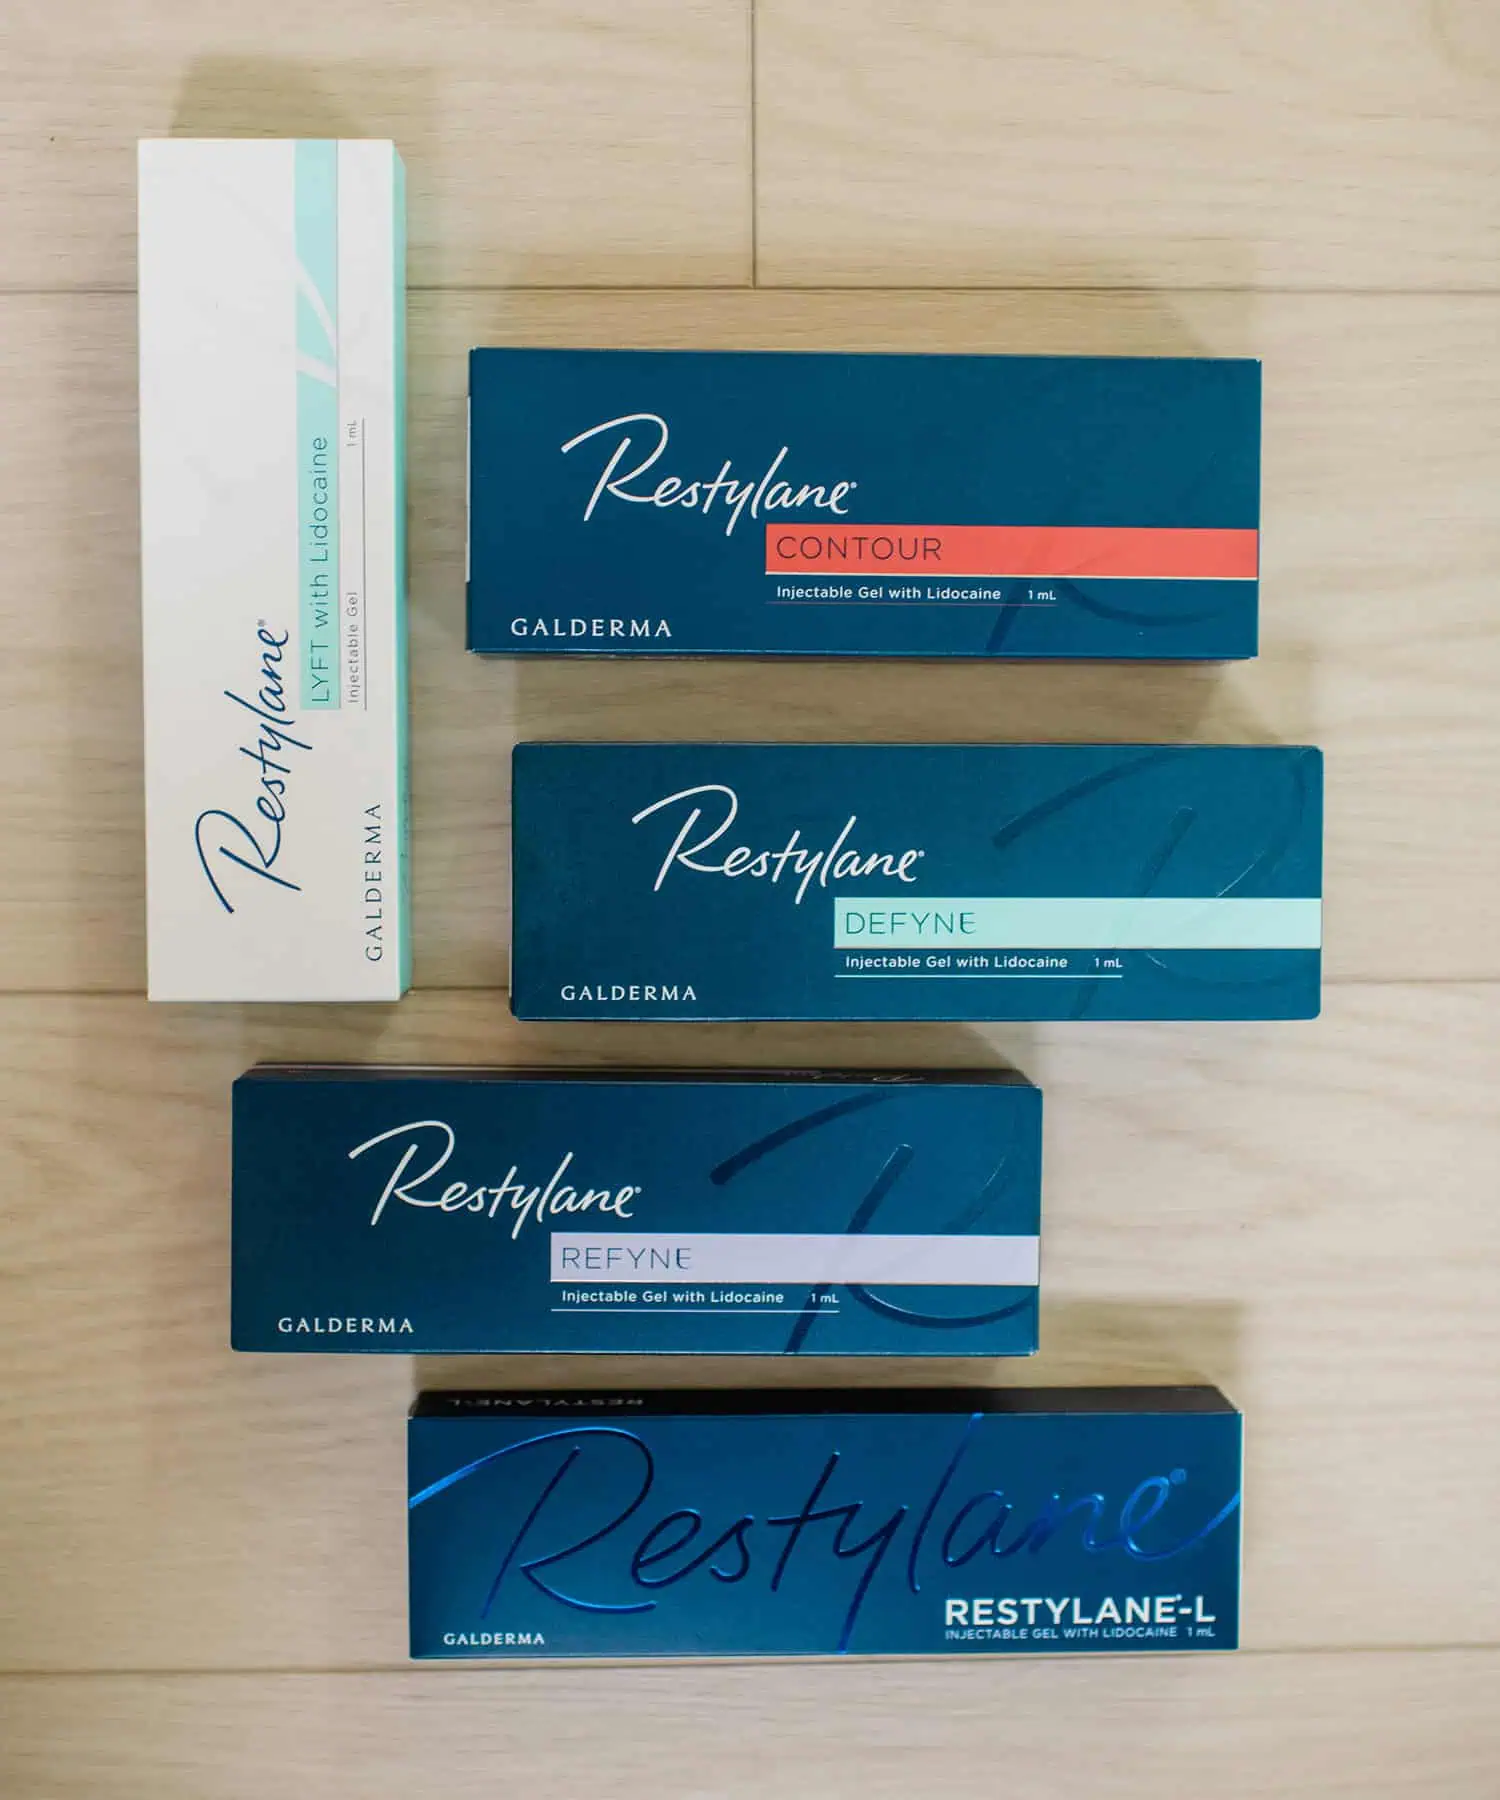 Restylane®
LYFT with Lidocaine
Injectable Gel 1 mL
GALDERMA
Restylane®
CONTOUR
Injectable Gel with Lidocaine 1 mL
GALDERMA
Restylane®
DEFYNE
Injectable Gel with Lidocaine 1 mL
GALDERMA
Restylane®
REFYNE
Injectable Gel with Lidocaine 1 mL
GALDERMA
RESTYLANE-L
Restylane®
RESTYLANE®-L
INJECTABLE GEL WITH LIDOCAINE 1 mL
GALDERMA